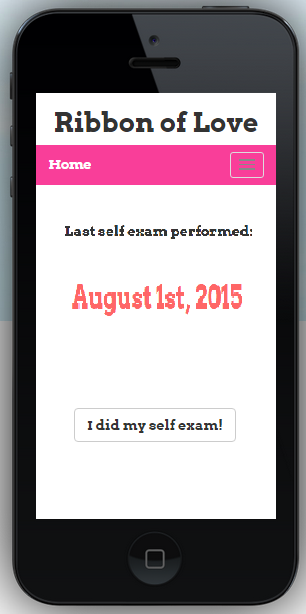 Ribbon of Love
Home
Last self exam performed:
August 1st, 2015
I did my self exam!